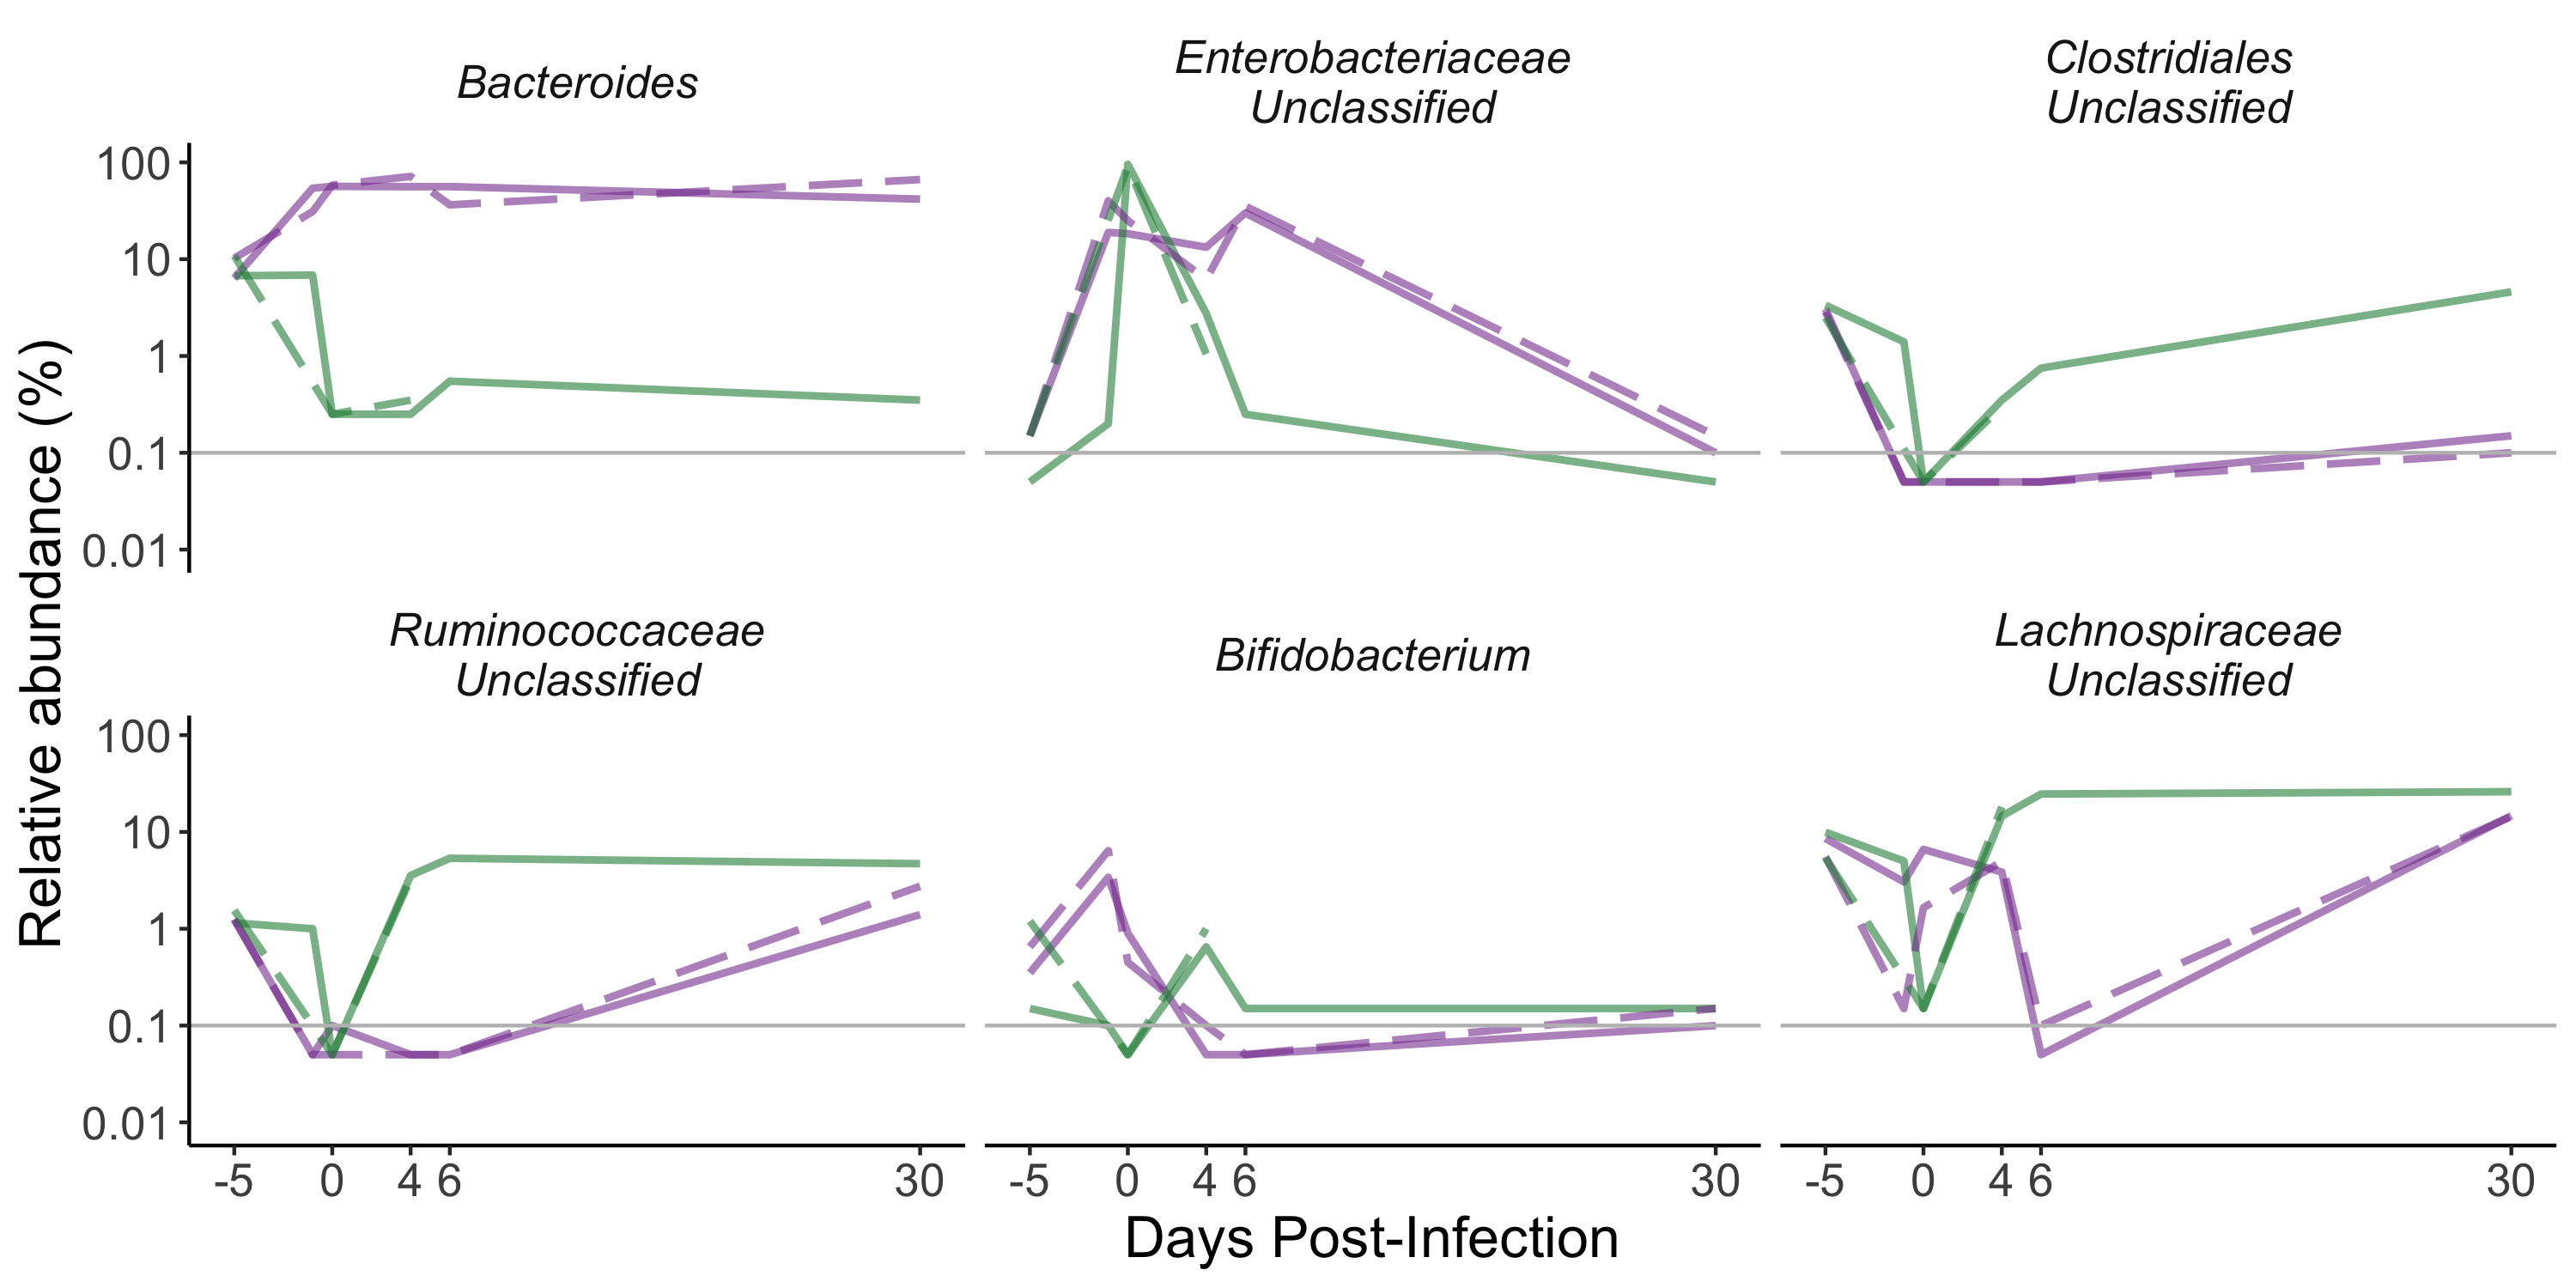 Bacteroides
Enterobacteriaceae
Unclassified
Clostridiales
Unclassified
100
10
1
0.1
0.01
Relative abundance (%)
Ruminococcaceae
Unclassified
Bifidobacterium
Lachnospiraceae
Unclassified
100
10
1
0.1
0.01
-5 0 4 6 30
-5 0 4 6 30
-5 0 4 6 30
Days Post-Infection